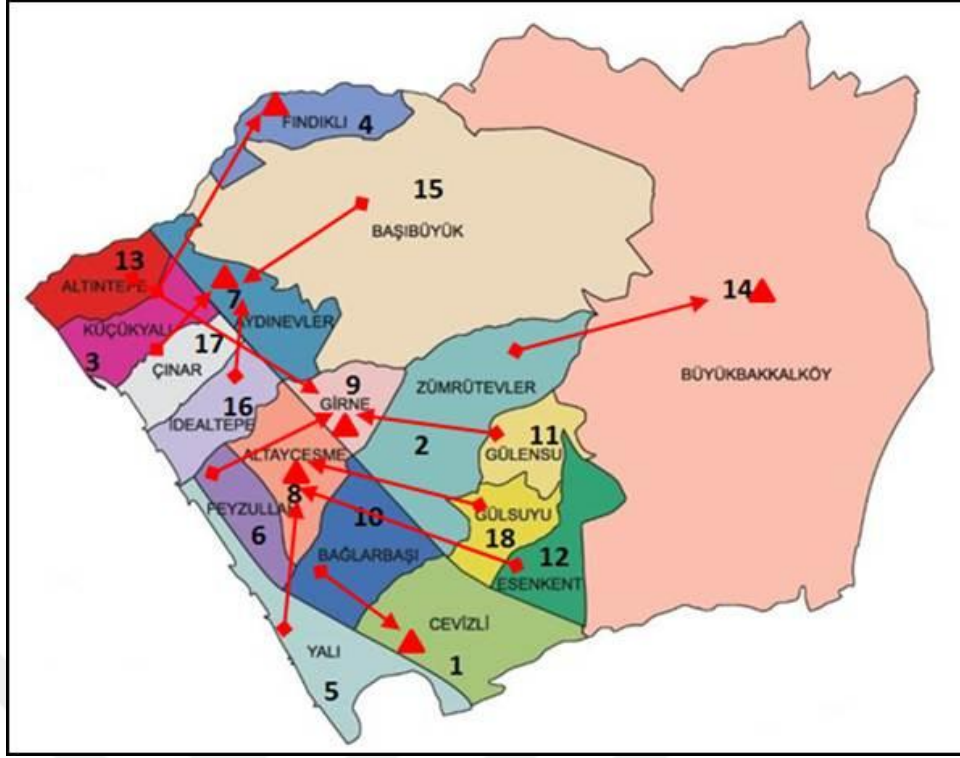 FINDIKLI 4
15
BAŞIBÜYÜK
13
ALTINTEPE
14
7
AYDINEVLER
KÜÇÜKYALI
3
17
ÇINAR
BÜYÜKBAKKALKÖY
9
GİRNE
ZÜMRÜTEVLER
16
İDEALTEPE
2
11
GÜLENSU
ALTAYÇEŞME
8
FEYZULLAH
6
10
BAĞLARBAŞI
GÜLSUYU
18
12
ESENKENT
CEVİZLİ
1
YALI
5